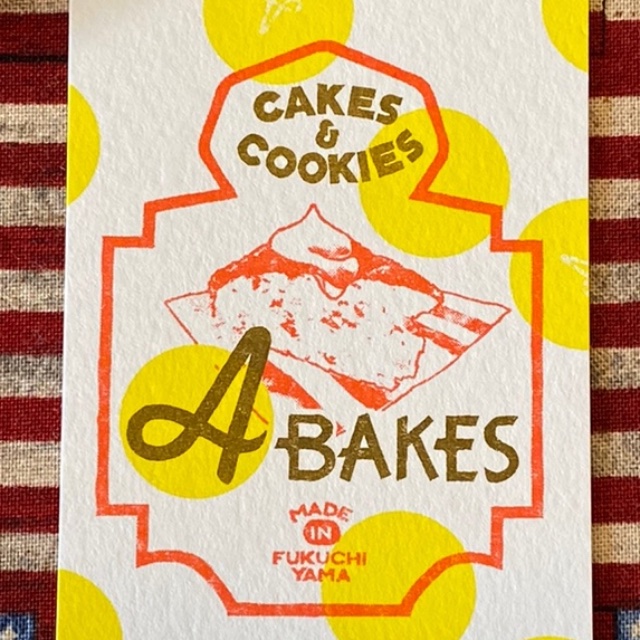 CAKES
&
COOKIES
A BAKES
MADE
IN
FUKUCHI
YAMA